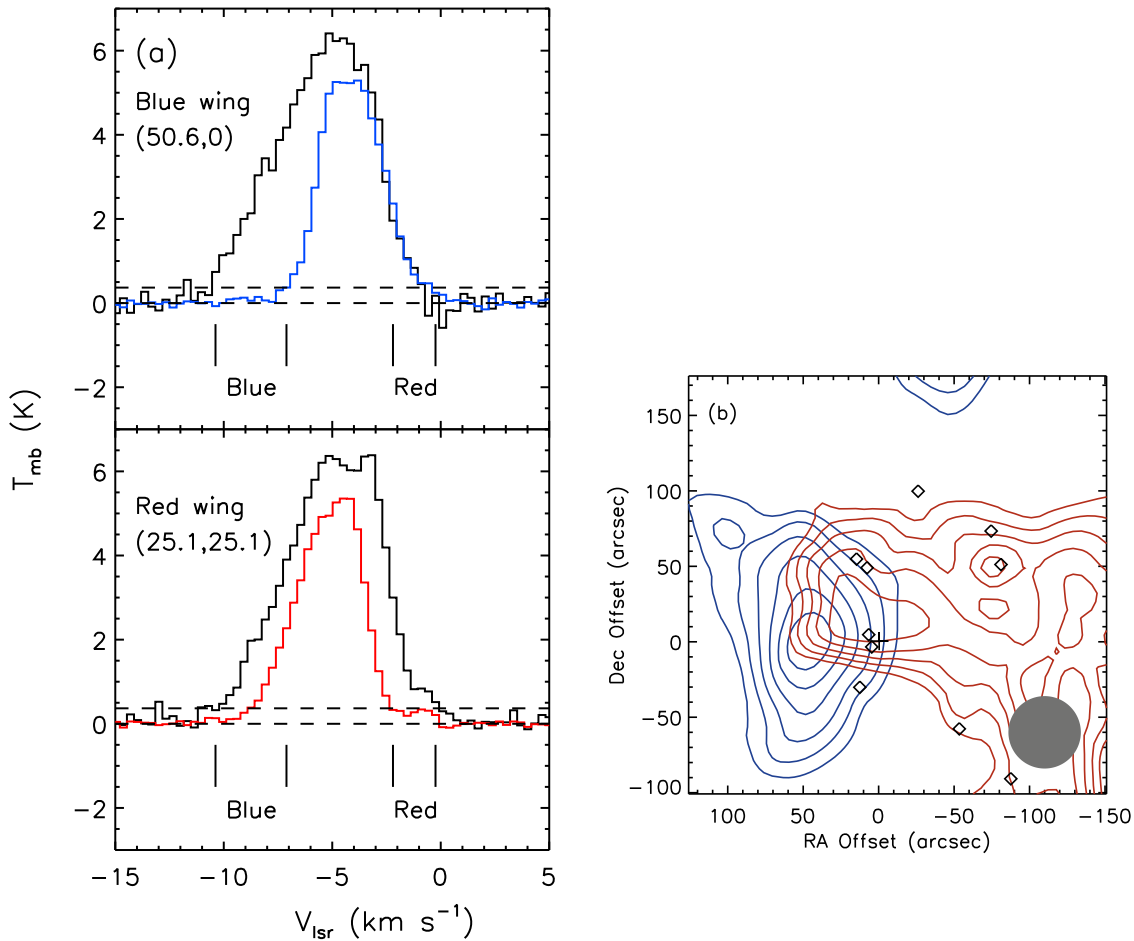 (a)
Blue wing
(50.6,0)
6
4
2
0
−2
Blue
Red
T_mb (K)
Red wing
(25.1,25.1)
6
4
2
0
−2
Blue
Red
−15
−10
−5
0
5
V_lsr (km s⁻¹)
(b)
150
100
50
0
−50
−100
Dec Offset (arcsec)
100
50
0
−50
−100
−150
RA Offset (arcsec)